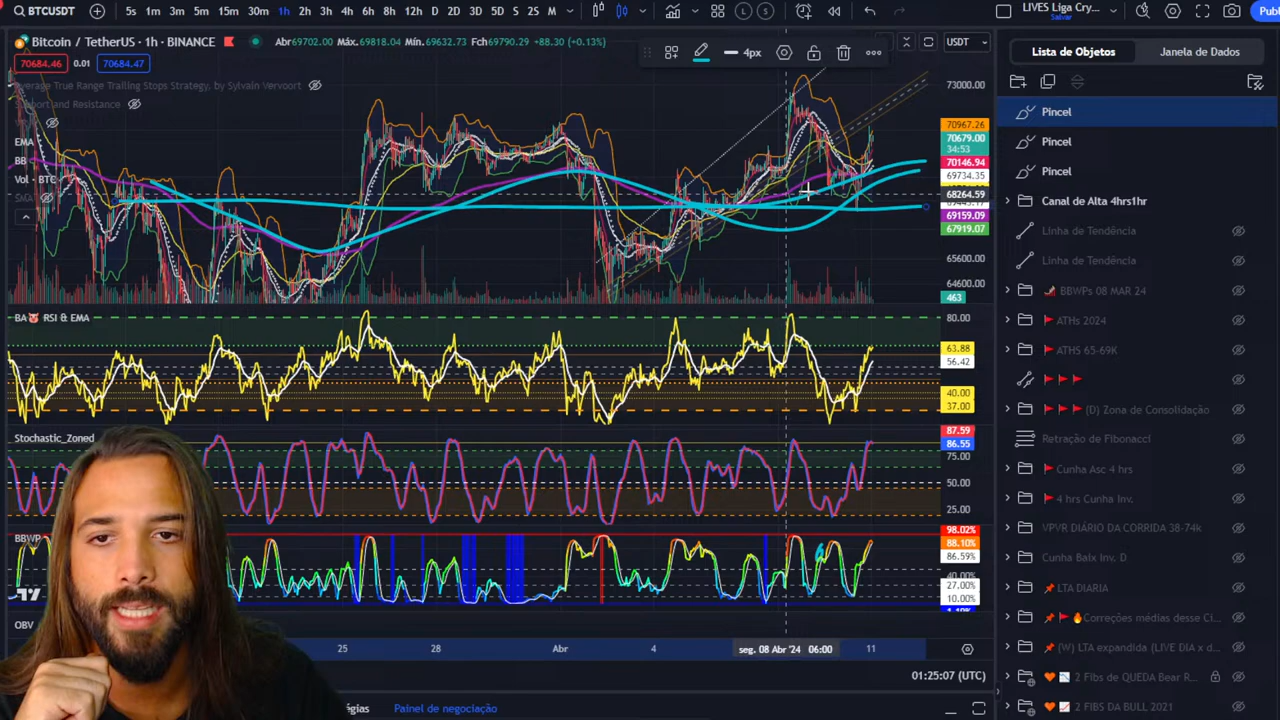 BTCUSDT 5s 1m 3m 5m 15m 30m 1h 2h 3h 4h 6h 8h 12h D 2D 3D 5D S 2S M L S LIVES Liga Cry... Salvar Publ
Bitcoin / TetherUS · 1h · BINANCE Abr69702.00 Máx.69818.04 Mín.69632.73 Fch69790.29 +88.30 (+0.13%) 4px USDT Lista de Objetos Janela de Dados
70684.46 0.01 70684.47
Average True Range Trailing Stops Strategy, by Sylvain Vervoort
Support and Resistance
EMA
BB
Vol · BTC
SMA
73000.00
70967.26
70679.00
34:53
70146.94
69734.35
68264.59
69159.09
67919.07
65600.00
64600.00
463
BA RSI & EMA
80.00
63.88
56.42
40.00
37.00
Stochastic_Zoned
87.59
86.55
75.00
50.00
25.00
BBWP
98.02%
88.10%
86.59%
40.00%
27.00%
10.00%
OBV
25 28 Abr 4 seg. 08 Abr '24 06:00 11
01:25:07 (UTC)
Painel de negociação
Pincel
Pincel
Pincel
Canal de Alta 4hrs1hr
Linha de Tendência
Linha de Tendência
BBWPs 08 MAR 24
ATHs 2024
ATHS 65-69K
(D) Zona de Consolidação
Retração de Fibonacci
Cunha Asc 4 hrs
4 hrs Cunha Inv.
VPVR DIÁRIO DA CORRIDA 38-74k
Cunha Baix Inv. D
LTA DIARIA
Correções médias desse Ci...
(W) LTA expandida (LIVE DIA x d...
2 Fibs de QUEDA Bear R...
2 FIBS DA BULL 2021